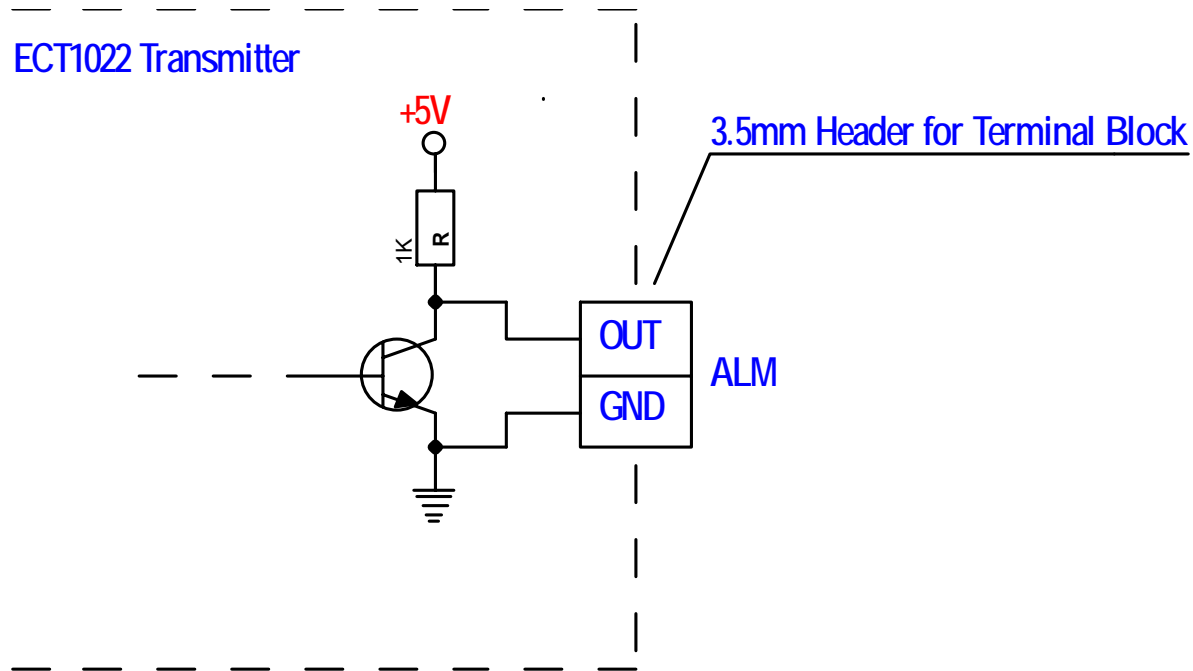 ECT1022 Transmitter
+5V
3.5mm Header for Terminal Block
1K
R
OUT
ALM
GND